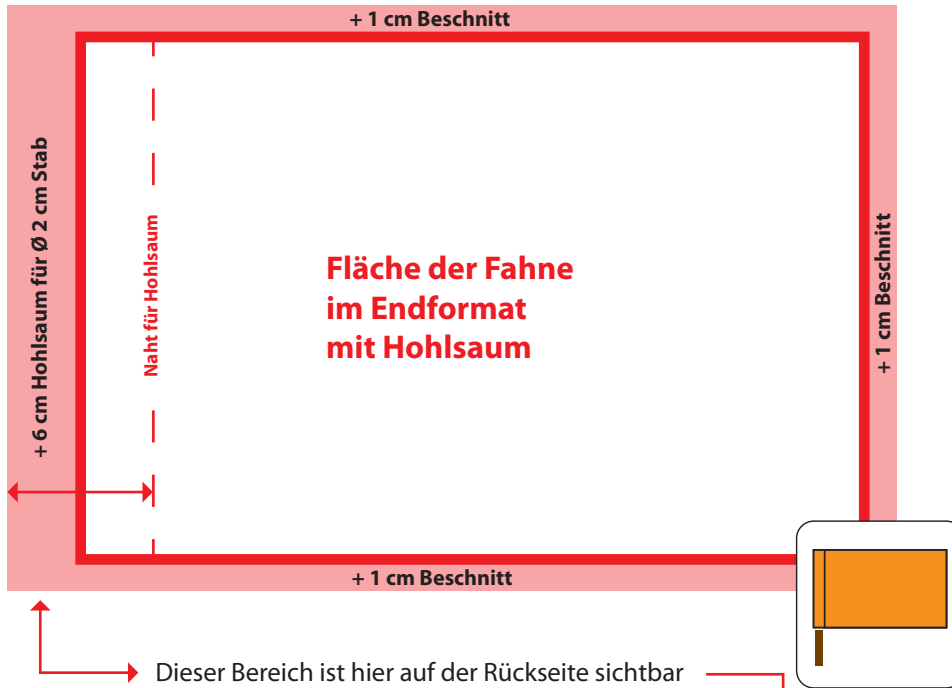 + 1 cm Beschnitt
+ 6 cm Hohlsaum für Ø 2 cm Stab
Naht für Hohlsaum
Fläche der Fahne
im Endformat
mit Hohlsaum
+ 1 cm Beschnitt
+ 1 cm Beschnitt
Dieser Bereich ist hier auf der Rückseite sichtbar